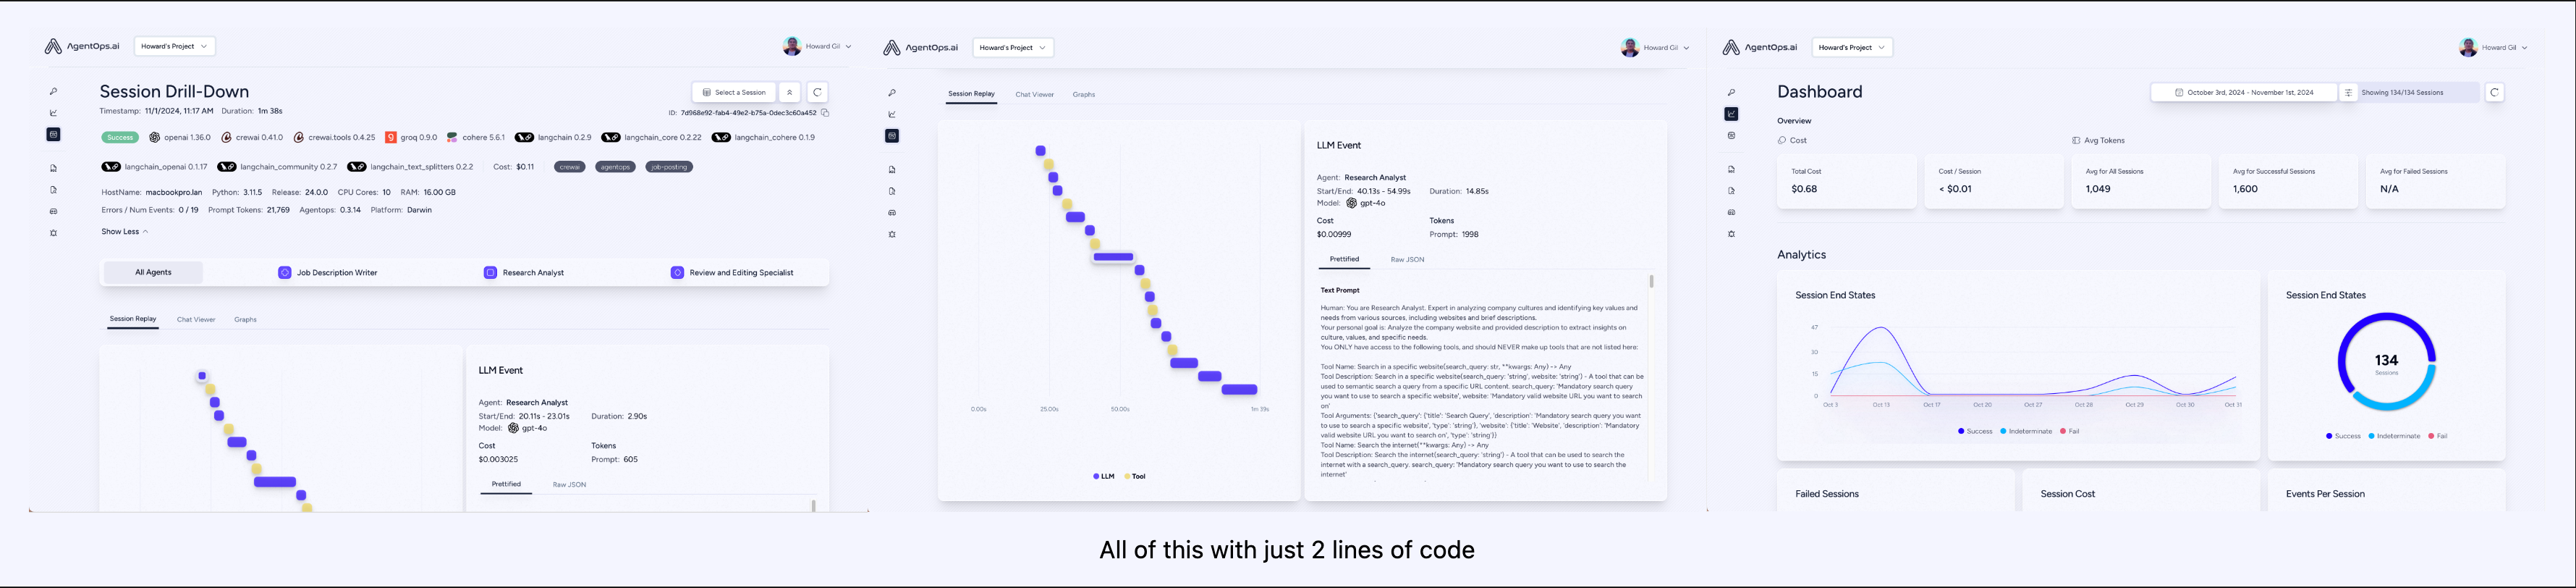 AgentOps.ai
Howard's Project
Howard Gil
Session Drill-Down
Select a Session
Timestamp: 11/1/2024, 11:17 AM Duration: 1m 38s
ID: 7d968e92-fab4-49e2-b75a-0dec3c60a452
Success openai 1.36.0 crewai 0.41.0 crewai.tools 0.4.25 groq 0.9.0 cohere 5.6.1 langchain 0.2.9 langchain_core 0.2.22 langchain_cohere 0.1.9
langchain_openai 0.1.17 langchain_community 0.2.7 langchain_text_splitters 0.2.2 Cost: $0.11 crewai agentops job-posting
HostName: macbookpro.lan Python: 3.11.5 Release: 24.0.0 CPU Cores: 10 RAM: 16.00 GB
Errors / Num Events: 0 / 19 Prompt Tokens: 21,769 Agentops: 0.3.14 Platform: Darwin
Show Less
All Agents Job Description Writer Research Analyst Review and Editing Specialist
Session Replay Chat Viewer Graphs
LLM Event
Agent: Research Analyst
Start/End: 20.11s - 23.01s Duration: 2.90s
Model: gpt-4o
Cost Tokens
$0.003025 Prompt: 605
Prettified Raw JSON
AgentOps.ai
Howard's Project
Howard Gil
Session Replay Chat Viewer Graphs
0.00s 25.00s 50.00s 1m 39s
LLM Tool
LLM Event
Agent: Research Analyst
Start/End: 40.13s - 54.99s Duration: 14.85s
Model: gpt-4o
Cost Tokens
$0.00999 Prompt: 1998
Prettified Raw JSON
Text Prompt
Human: You are Research Analyst. Expert in analyzing company cultures and identifying key values and
needs from various sources, including websites and brief descriptions.
Your personal goal is: Analyze the company website and provided description to extract insights on
culture, values, and specific needs.
You ONLY have access to the following tools, and should NEVER make up tools that are not listed here:
Tool Name: Search in a specific website(search_query: str, **kwargs: Any) -> Any
Tool Description: Search in a specific website(search_query: 'string', website: 'string') - A tool that can be
used to semantic search a query from a specific URL content. search_query: 'Mandatory search query
you want to use to search a specific website', website: 'Mandatory valid website URL you want to search
on'
Tool Arguments: {'search_query': {'title': 'Search Query', 'description': 'Mandatory search query you want
to use to search a specific website', 'type': 'string'}, 'website': {'title': 'Website', 'description': 'Mandatory
valid website URL you want to search on', 'type': 'string'}}
Tool Name: Search the internet(**kwargs: Any) -> Any
Tool Description: Search the internet(search_query: 'string') - A tool that can be used to search the
internet with a search_query. search_query: 'Mandatory search query you want to use to search the
internet'
AgentOps.ai
Howard's Project
Howard Gil
Dashboard
October 3rd, 2024 - November 1st, 2024
Showing 134/134 Sessions
Overview
Cost Avg Tokens
Total Cost Cost / Session Avg for All Sessions Avg for Successful Sessions Avg for Failed Sessions
$0.68 < $0.01 1,049 1,600 N/A
Analytics
Session End States
47
33
15
0
Oct 3 Oct 13 Oct 17 Oct 20 Oct 27 Oct 28 Oct 29 Oct 30 Oct 31
Success Indeterminate Fail
Session End States
134
Sessions
Success Indeterminate Fail
Failed Sessions Session Cost Events Per Session
All of this with just 2 lines of code